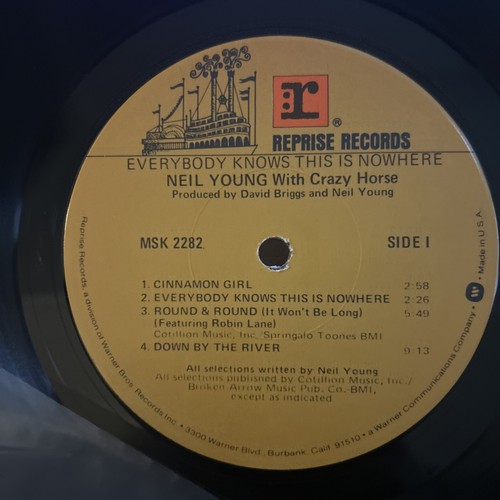 r ®
REPRISE RECORDS
EVERYBODY KNOWS THIS IS NOWHERE
NEIL YOUNG With Crazy Horse
Produced by David Briggs and Neil Young
MSK 2282
SIDE I
1. CINNAMON GIRL 2:58
2. EVERYBODY KNOWS THIS IS NOWHERE 2:26
3. ROUND & ROUND (It Won't Be Long) 5:49
(Featuring Robin Lane)
Cotillion Music, Inc./Springalo Toones BMI
4. DOWN BY THE RIVER 9:13
All selections written by Neil Young
All selections published by Cotillion Music, Inc./
Broken Arrow Music Pub. Co.-BMI,
except as indicated
Reprise Records, a division of Warner Bros. Records Inc. • 3300 Warner Blvd., Burbank, Calif. 91510 • a Warner Communications Company • W • Made in U.S.A.